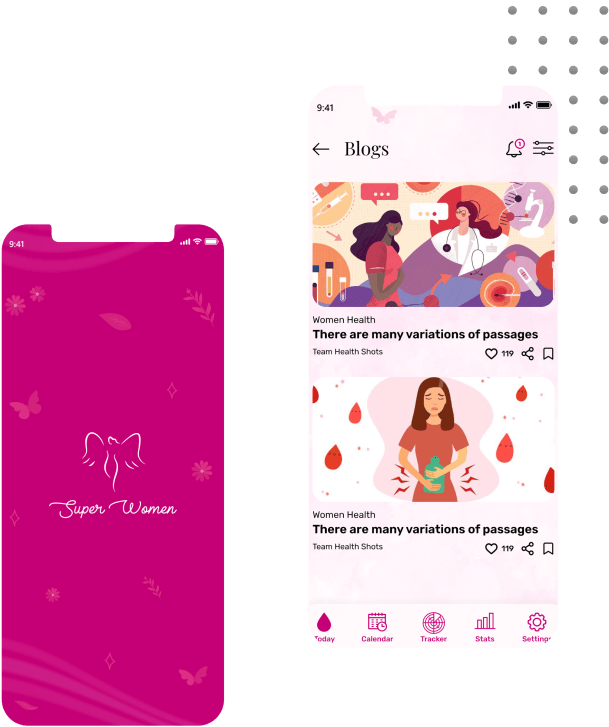 9:41
Super Women
9:41
Blogs
1
Women Health
There are many variations of passages
Team Health Shots
119
Women Health
There are many variations of passages
Team Health Shots
119
Today
Calendar
Tracker
Stats
Settings